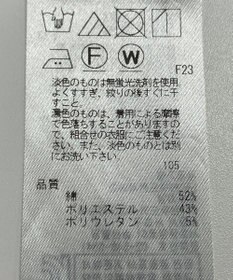 F W
F23
淡色のものは無蛍光洗剤を使用
よくすすぎ、絞りの後すぐに干
すこと。
濃色のものは、着用による摩擦
で色落ちすることがありますの
で、組合せの衣服にご注意くだ
さい。また、淡色のものとは別
にお洗い下さい。
105
品質
綿 52%
ポリエステル 43%
ポリウレタン 5%